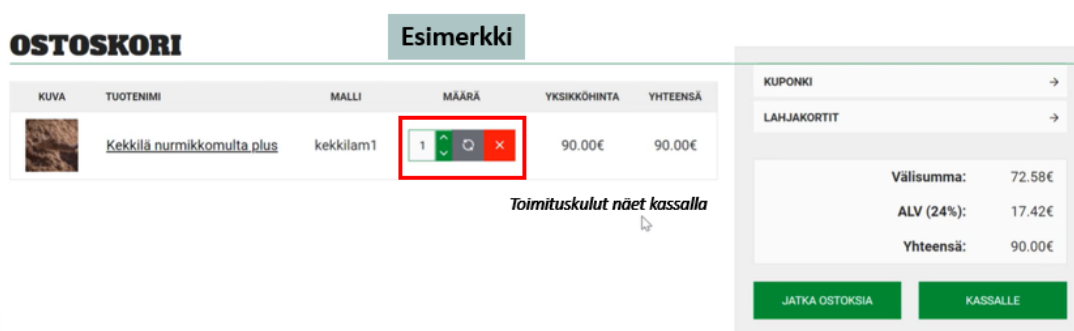 Esimerkki
OSTOSKORI
KUVA TUOTENIMI MALLI MÄÄRÄ YKSIKKÖHINTA YHTEENSÄ
Kekkilä nurmikkomulta plus kekkilam1 1 90.00€ 90.00€
Toimituskulut näet kassalla
KUPONKI
LAHJAKORTIT
Välisumma: 72.58€
ALV (24%): 17.42€
Yhteensä: 90.00€
JATKA OSTOKSIA KASSALLE